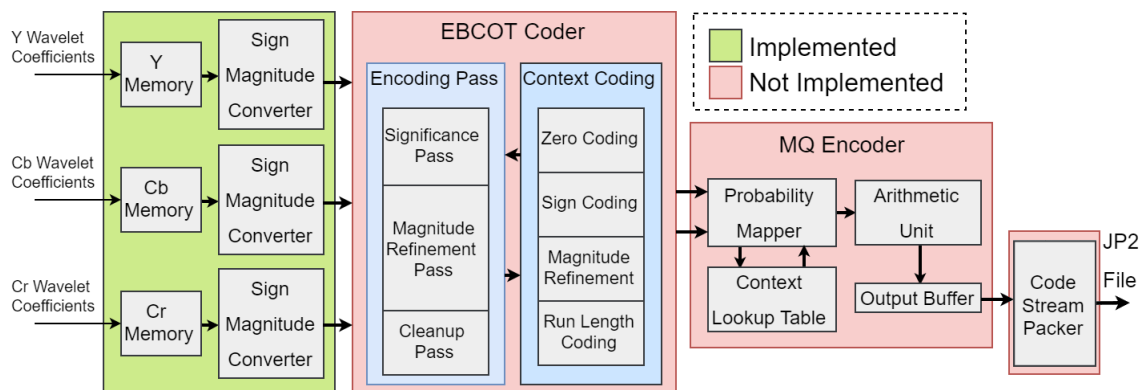 Y Wavelet
Coefficients
Y
Memory
Sign
Magnitude
Converter
Cb Wavelet
Coefficients
Cb
Memory
Sign
Magnitude
Converter
Cr Wavelet
Coefficients
Cr
Memory
Sign
Magnitude
Converter
EBCOT Coder
Encoding Pass
Significance
Pass
Magnitude
Refinement
Pass
Cleanup
Pass
Context Coding
Zero Coding
Sign Coding
Magnitude
Refinement
Run Length
Coding
Implemented
Not Implemented
MQ Encoder
Probability
Mapper
Context
Lookup Table
Arithmetic
Unit
Output Buffer
Code
Stream
Packer
JP2
File